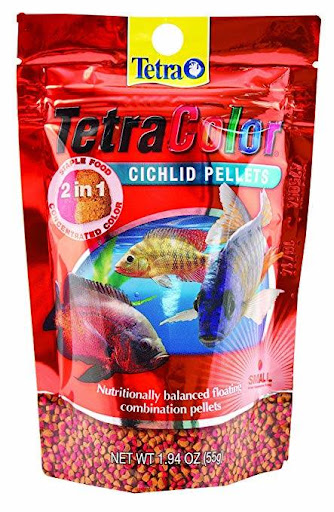 Tetra
TetraColor
CICHLID PELLETS
STAPLE FOOD
2 in 1
CONCENTRATED COLOR
SMALL
Nutritionally balanced floating
combination pellets
NET WT 1.94 OZ (55g)